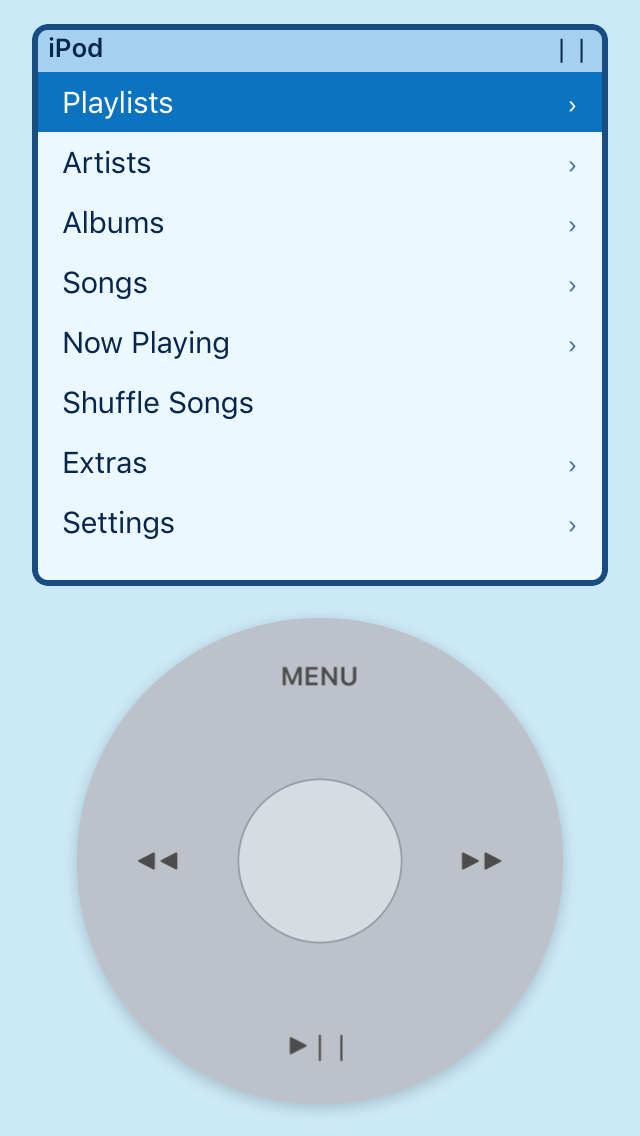 iPod ❘❘
Playlists ›
Artists ›
Albums ›
Songs ›
Now Playing ›
Shuffle Songs
Extras ›
Settings ›
MENU
◀◀ ▶▶
▶❘❘